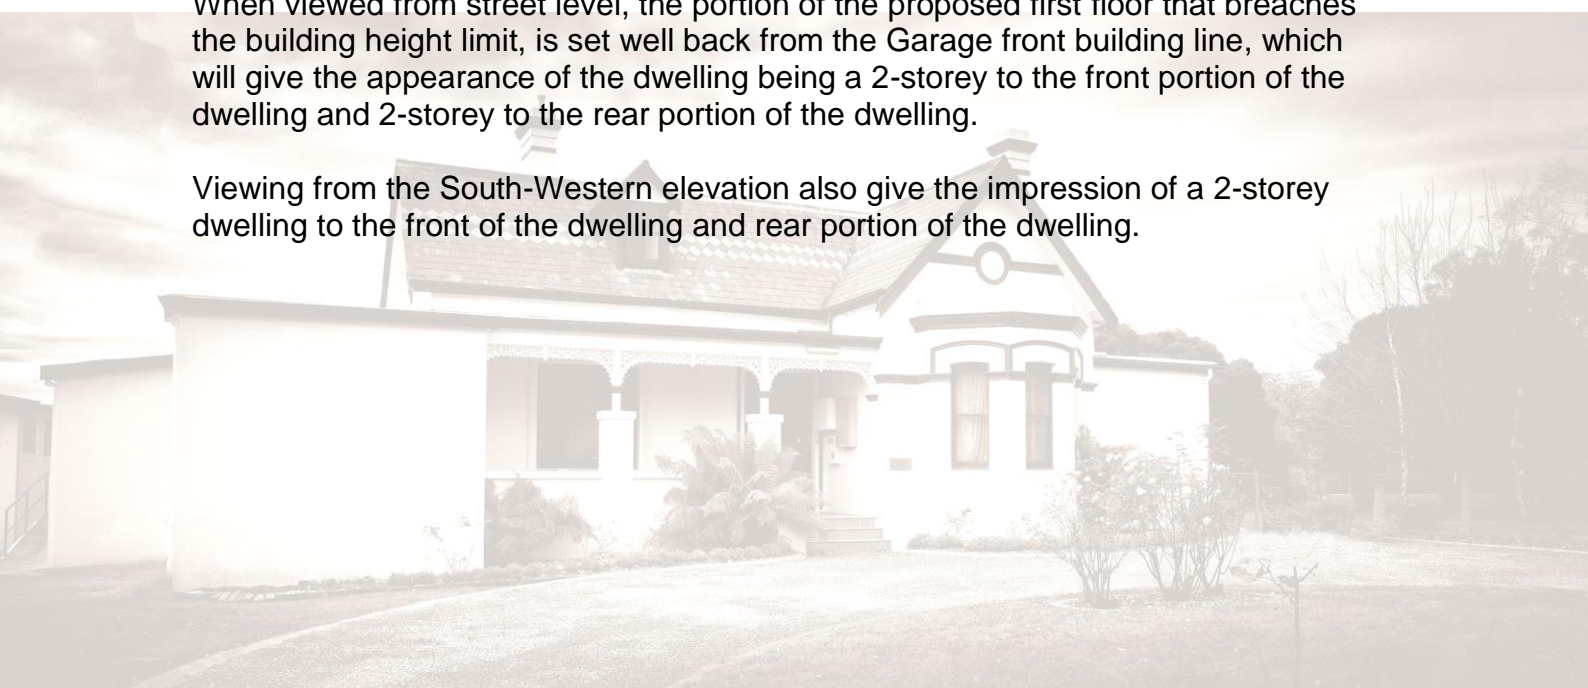 When viewed from street level, the portion of the proposed first floor that breaches
the building height limit, is set well back from the Garage front building line, which
will give the appearance of the dwelling being a 2-storey to the front portion of the
dwelling and 2-storey to the rear portion of the dwelling.
Viewing from the South-Western elevation also give the impression of a 2-storey
dwelling to the front of the dwelling and rear portion of the dwelling.